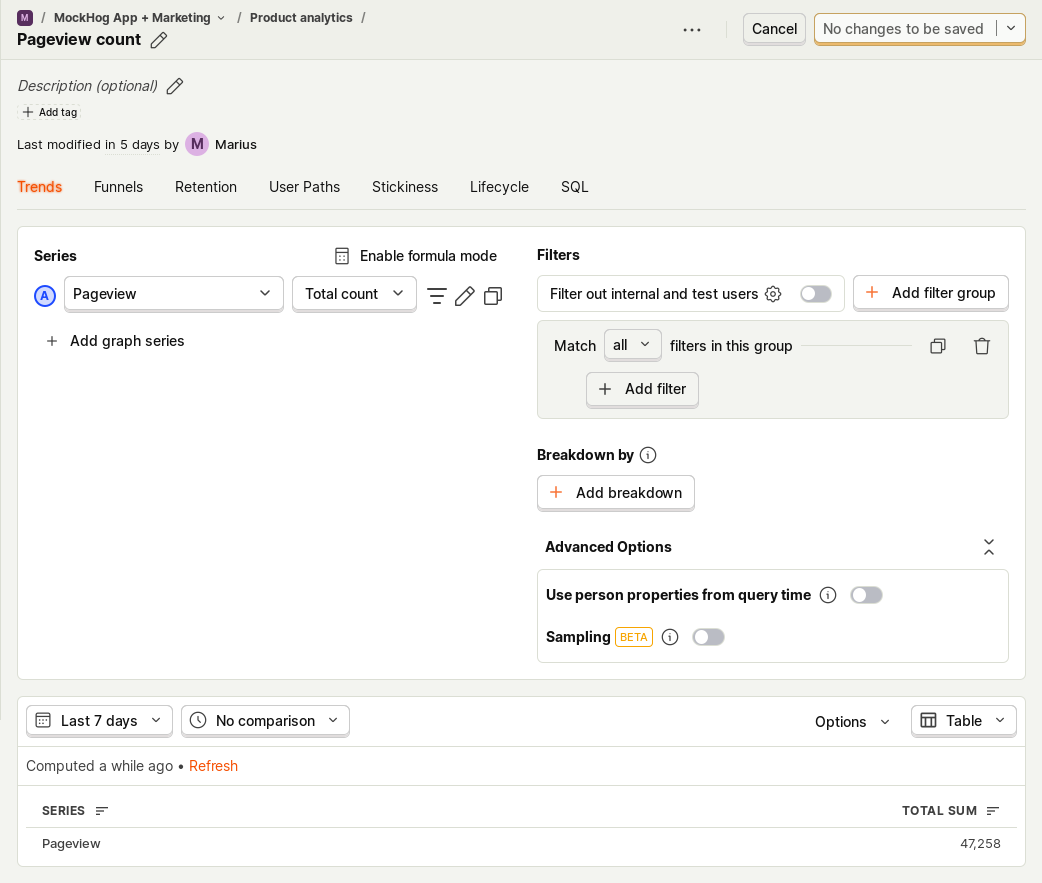 M / MockHog App + Marketing / Product analytics /
Pageview count
Cancel
No changes to be saved
Description (optional)
Add tag
Last modified in 5 days by M Marius
Trends Funnels Retention User Paths Stickiness Lifecycle SQL
Series
Enable formula mode
A Pageview Total count
Add graph series
Filters
Filter out internal and test users
Add filter group
Match all filters in this group
Add filter
Breakdown by
Add breakdown
Advanced Options
Use person properties from query time
Sampling BETA
Last 7 days No comparison Options Table
Computed a while ago • Refresh
SERIES TOTAL SUM
Pageview 47,258